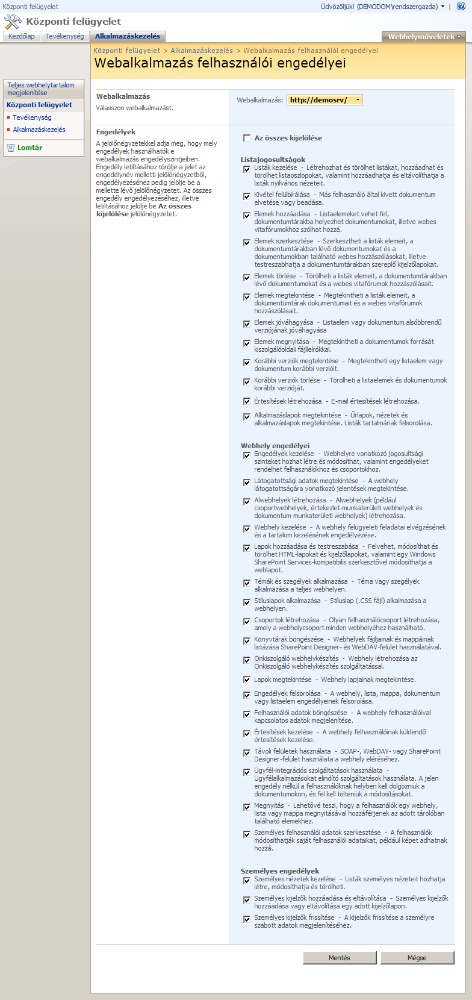 Központi felügyelet
Üdvözöljük! (DEMODOM\rendszergazda)
Központi felügyelet
Kezdőlap
Tevékenység
Alkalmazáskezelés
Webhelyműveletek
Központi felügyelet > Alkalmazáskezelés > Webalkalmazás felhasználói engedélyei
Webalkalmazás felhasználói engedélyei
Teljes webhelytartalom
megjelenítése
Központi felügyelet
Tevékenység
Alkalmazáskezelés
Lomtár
Webalkalmazás
Válasszon webalkalmazást.
Webalkalmazás: http://demosrv/
Engedélyek
A jelölőnégyzetekkel adja meg, hogy mely
engedélyek használhatók e
webalkalmazás engedélyszintjeiben.
Engedély letiltásához törölje a jelet az
engedélynév melletti jelölőnégyzetből,
engedélyezéséhez pedig jelölje be a
mellette lévő jelölőnégyzetet. Az összes
engedély engedélyezéséhez, illetve
letiltásához jelölje be Az összes
kijelölése jelölőnégyzetet.
Az összes kijelölése
Listajogosultságok
Listák kezelése - Létrehozhat és törölhet listákat, hozzáadhat és
törölhet listaoszlopokat, valamint hozzáadhatja és eltávolíthatja a
listák nyilvános nézeteit.
Kivétel felülbírálása - Más felhasználó által kivett dokumentum
elvetése vagy beadása.
Elemek hozzáadása - Listaelemeket vehet fel,
dokumentumtárakba helyezhet dokumentumokat, illetve webes
vitafórumokhoz szólhat hozzá.
Elemek szerkesztése - Szerkesztheti a listák elemeit, a
dokumentumtárakban lévő dokumentumokat és a
dokumentumokban található webes hozzászólásokat, illetve
testreszabhatja a dokumentumtárakban szereplő kijelzőlapokat.
Elemek törlése - Törölheti a listák elemeit, a dokumentumtárakban
lévő dokumentumokat és a webes vitafórumok hozzászólásait.
Elemek megtekintése - Megtekintheti a listák elemeit, a
dokumentumtárak dokumentumait és a webes vitafórumok
hozzászólásait.
Elemek jóváhagyása - Listaelem vagy dokumentum alsóbbrendű
verziójának jóváhagyása
Elemek megnyitása - Megtekintheti a dokumentumok forrását
kiszolgálóoldali fájlleírókkal.
Korábbi verziók megtekintése - Megtekintheti egy listaelem vagy
dokumentum korábbi verzióit.
Korábbi verziók törlése - Törölheti a listaelemek és dokumentumok
korábbi verzióját.
Értesítések létrehozása - E-mail értesítések létrehozása.
Alkalmazáslapok megtekintése - Űrlapok, nézetek és
alkalmazáslapok megtekintése. Listák tartalmának felsorolása.
Webhely engedélyei
Engedélyek kezelése - Webhelyre vonatkozó jogosultsági
szinteket hozhat létre és módosíthat, valamint engedélyeket
rendelhet felhasználókhoz és csoportokhoz.
Látogatottsági adatok megtekintése - A webhely
látogatottságára vonatkozó jelentések megtekintése.
Alwebhelyek létrehozása - Alwebhelyek (például
csoportwebhelyek, értekezlet-munkaterületi webhelyek és
dokumentum-munkaterületi webhelyek) létrehozása.
Webhely kezelése - A webhely felügyeleti feladatai elvégzésének
és a tartalom kezelésének engedélyezése.
Lapok hozzáadása és testreszabása - Felvehet, módosíthat és
törölhet HTML-lapokat és kijelzőlapokat, valamint egy Windows
SharePoint Services-kompatibilis szerkesztővel módosíthatja a
weblapot.
Témák és szegélyek alkalmazása - Téma vagy szegélyek
alkalmazása a teljes webhelyen.
Stíluslapok alkalmazása - Stíluslap (.CSS fájl) alkalmazása a
webhelyen.
Csoportok létrehozása - Olyan felhasználócsoport létrehozása,
amely a webhelycsoport minden webhelyéhez használható.
Könyvtárak böngészése - Webhelyek fájljainak és mappáinak
listázása SharePoint Designer- és WebDAV-felület használatával.
Önkiszolgáló webhelykészítés - Webhely létrehozása az
Önkiszolgáló webhelykészítés szolgáltatással.
Lapok megtekintése - Webhely lapjainak megtekintése.
Engedélyek felsorolása - A webhely, lista, mappa, dokumentum
vagy listaelem engedélyeinek felsorolása.
Felhasználói adatok böngészése - A webhely felhasználóival
kapcsolatos adatok megjelenítése.
Értesítések kezelése - A webhely felhasználóinak küldendő
értesítések kezelése.
Távoli felületek használata - SOAP-, WebDAV- vagy SharePoint
Designer-felület használata a webhely eléréséhez.
Ügyfél-integrációs szolgáltatások használata -
Ügyfélalkalmazásokat elindító szolgáltatások használata. A jelen
engedély nélkül a felhasználóknak helyben kell dolgozniuk a
dokumentumokon, és fel kell tölteniük a módosításokat.
Megnyitás - Lehetővé teszi, hogy a felhasználók egy webhely,
lista vagy mappa megnyitásával hozzáférjenek az adott tárolóban
található elemekhez.
Személyes felhasználói adatok szerkesztése - A felhasználók
módosíthatják saját felhasználói adataikat, például képet adhatnak
hozzá.
Személyes engedélyek
Személyes nézetek kezelése - Listák személyes nézeteit hozhatja
létre, módosíthatja és törölheti.
Személyes kijelzők hozzáadása és eltávolítása - Személyes kijelzők
hozzáadása vagy eltávolítása egy adott kijelzőlapon.
Személyes kijelzők frissítése - A kijelzők frissítése a személyre
szabott adatok megjelenítéséhez.
Mentés
Mégse